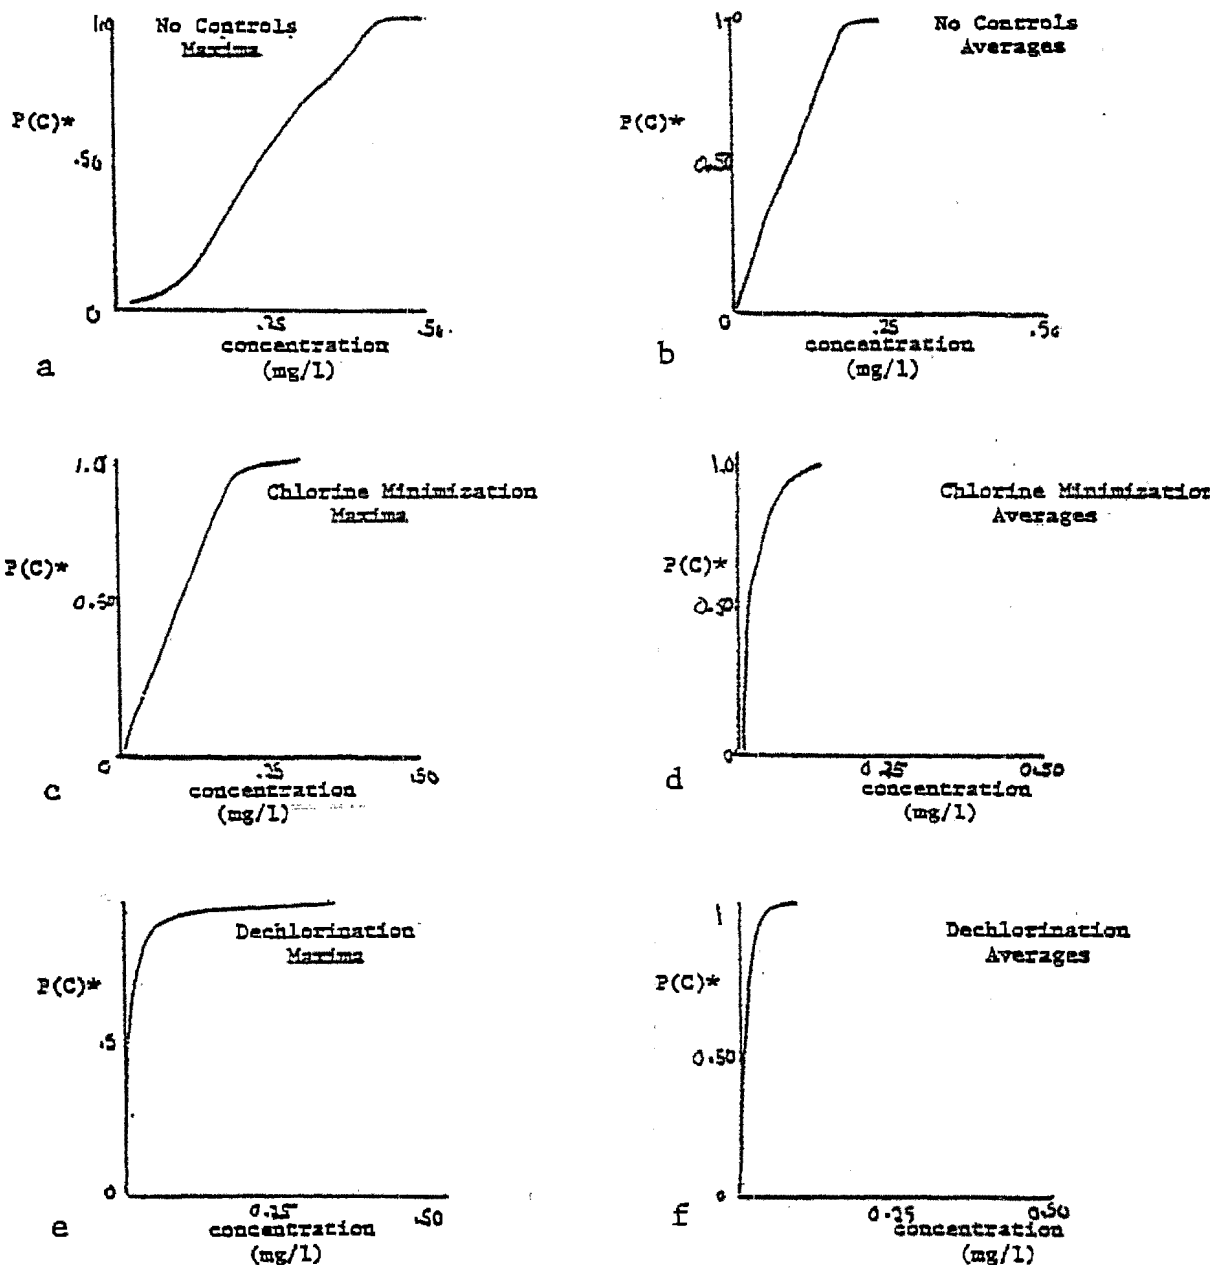 No Controls
Maxima
1.0
P(C)*
.50
0
.25
.50
concentration
(mg/l)
a
No Controls
Averages
1.0
P(C)*
0.50
0
.25
.50
concentration
(mg/l)
b
Chlorine Minimization
Maxima
1.0
P(C)*
0.50
0
.25
.50
concentration
(mg/l)
c
Chlorine Minimization
Averages
1.0
P(C)*
0.50
0
0.25
0.50
concentration
(mg/l)
d
Dechlorination
Maxima
P(C)*
.5
0
0.25
.50
concentration
(mg/l)
e
Dechlorination
Averages
1
P(C)*
0.50
0
0.25
0.50
concentration
(mg/l)
f